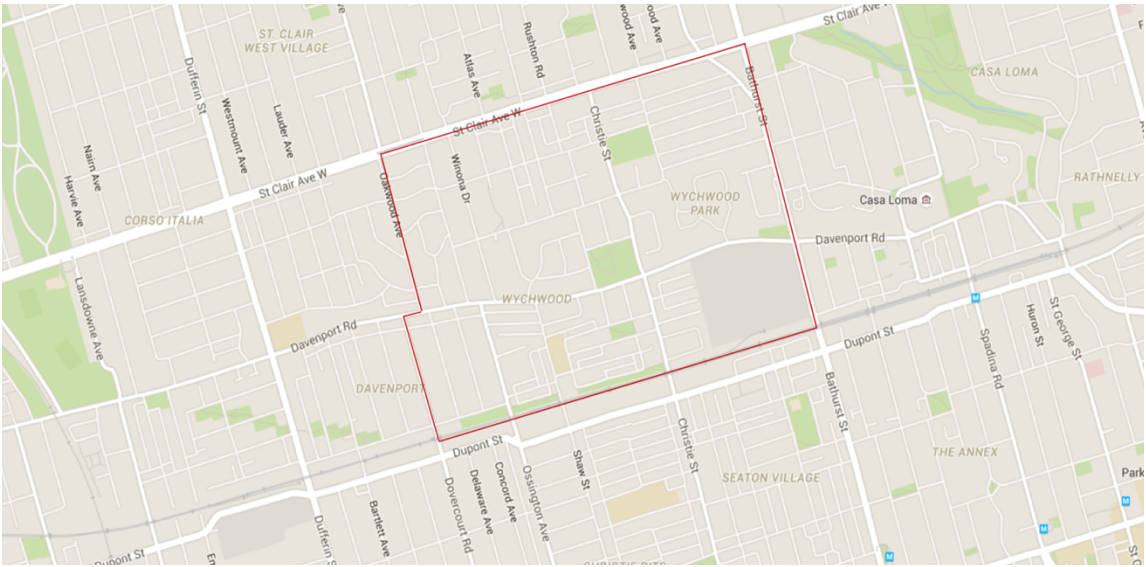 St Clair Ave W
ST. CLAIR
WEST VILLAGE
Rushton Rd
Atlas Ave
Dufferin St
Westmount Ave
Lauder Ave
Bathurst St
CASA LOMA
St Clair Ave W
Christie St
Nairn Ave
Harvie Ave
Winona Dr
Oakwood Ave
St Clair Ave W
RATHNELLY
WYCHWOOD
PARK
Casa Loma
CORSO ITALIA
Davenport Rd
Lansdowne Ave
WYCHWOOD
M
Davenport Rd
Dupont St
Huron St
St George St
Spadina Rd
DAVENPORT
Bathurst St
Dupont St
Christie St
THE ANNEX
Shaw St
SEATON VILLAGE
Concord Ave
Ossington Ave
Delaware Ave
Dovercourt Rd
Park
M
Bartlett Ave
Dufferin S
M
Dupont St
M
CHRISTIE PITS